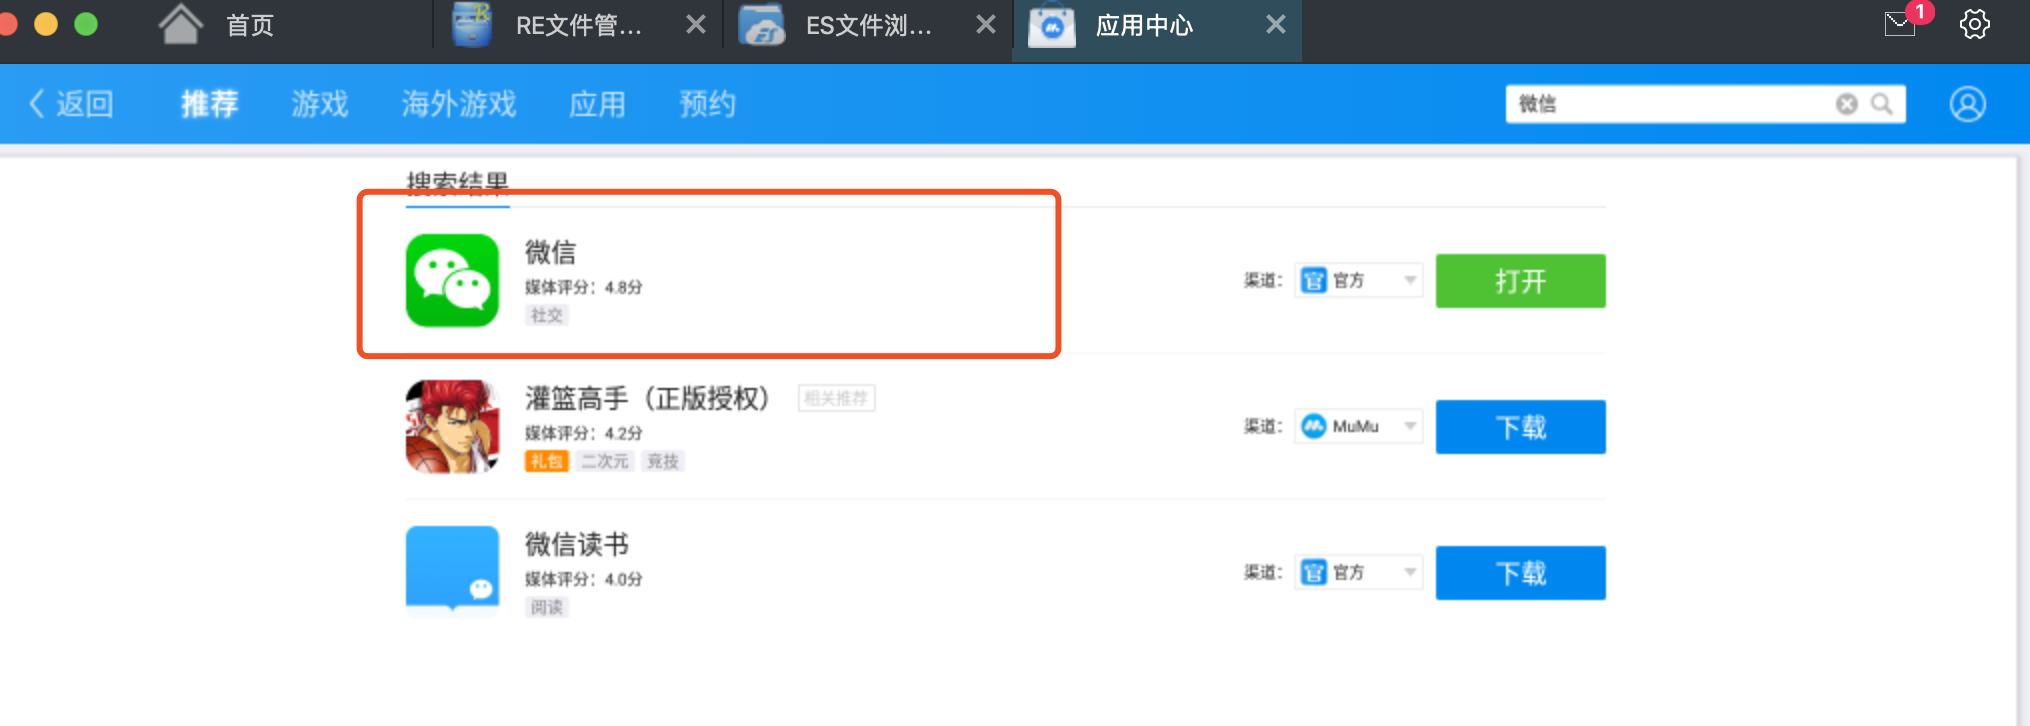 首页
RE文件管...
ES文件浏...
应用中心
1
返回
推荐
游戏
海外游戏
应用
预约
微信
搜索结果
微信
媒体评分：4.8分
社交
渠道：
官 官方
打开
灌篮高手（正版授权）
相关推荐
媒体评分：4.2分
礼包 二次元 竞技
渠道：
MuMu
下载
微信读书
媒体评分：4.0分
阅读
渠道：
官 官方
下载